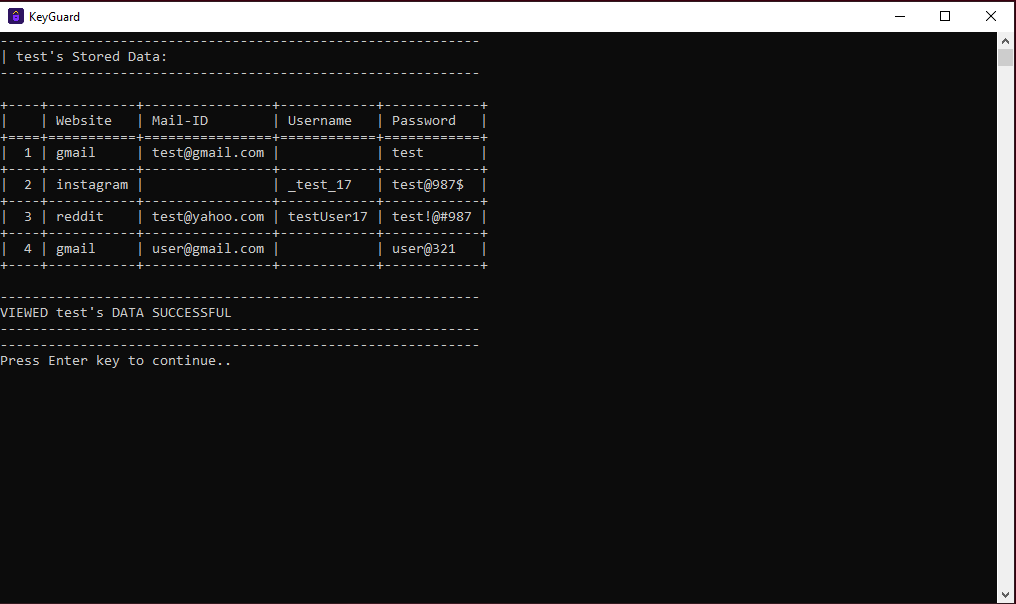 KeyGuard
------------------------------------------------------------
| test's Stored Data:
------------------------------------------------------------
+----+-----------+----------------+------------+------------+
|    | Website   | Mail-ID        | Username   | Password   |
+====+===========+================+============+============+
|  1 | gmail     | test@gmail.com |            | test       |
+----+-----------+----------------+------------+------------+
|  2 | instagram |                | _test_17   | test@987$  |
+----+-----------+----------------+------------+------------+
|  3 | reddit    | test@yahoo.com | testUser17 | test!@#987 |
+----+-----------+----------------+------------+------------+
|  4 | gmail     | user@gmail.com |            | user@321   |
+----+-----------+----------------+------------+------------+
------------------------------------------------------------
VIEWED test's DATA SUCCESSFUL
------------------------------------------------------------
------------------------------------------------------------
Press Enter key to continue..